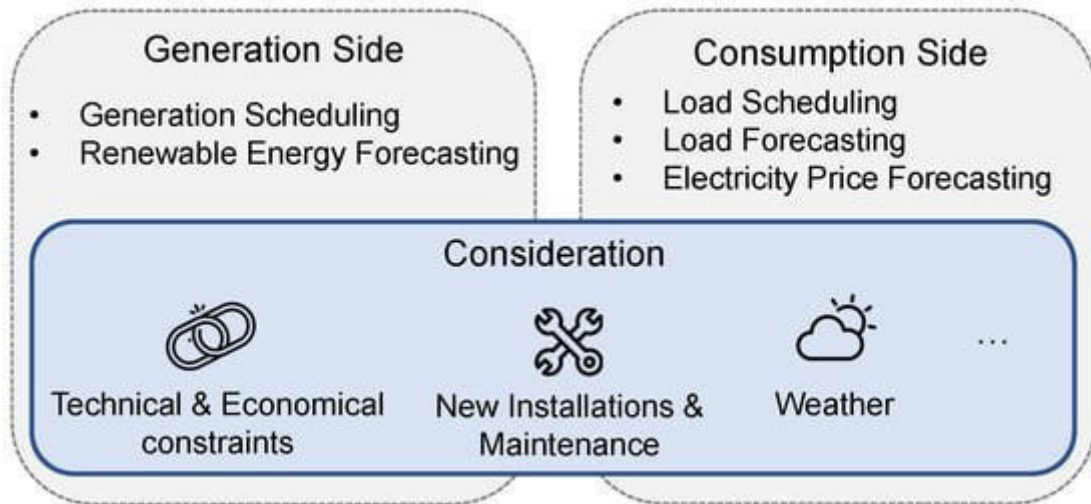 Generation Side
• Generation Scheduling
• Renewable Energy Forecasting
Consumption Side
• Load Scheduling
• Load Forecasting
• Electricity Price Forecasting
Consideration
Technical & Economical
constraints
New Installations &
Maintenance
Weather
...